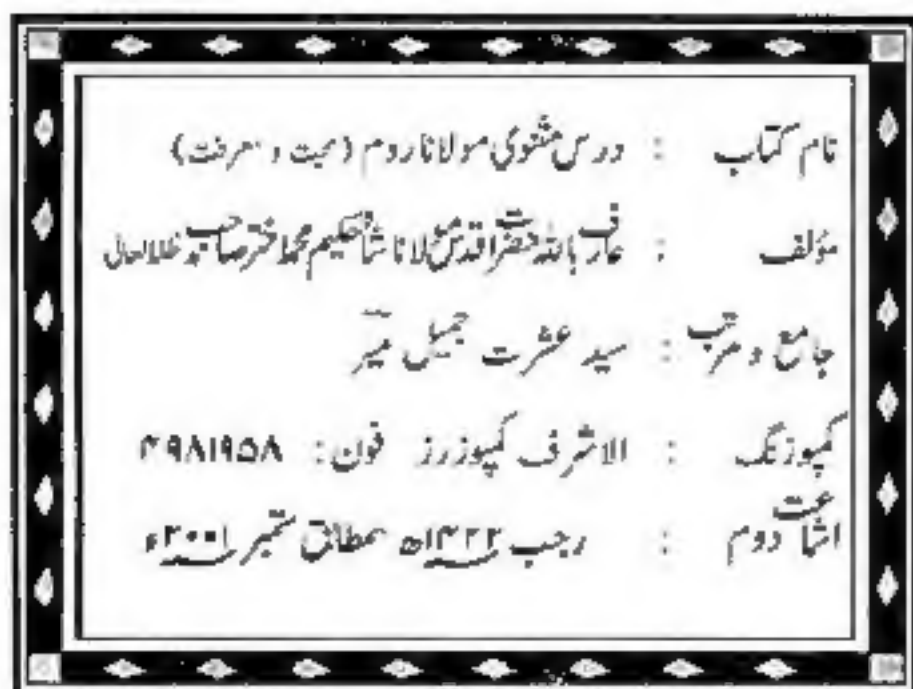 نام کتاب : درس مثنوی مولانا روم (محبت و معرفت)
مؤلف : عارف باللہ حضرت اقدس مولانا شاہ حکیم محمد اختر صاحب مدظلہ العالی
جامع و مرتب : سید عشرت جمیل میر
کمپوزنگ : الاشرف کمپوزرز فون: ۴۹۸۱۹۵۸
اشاعت دوم : رجب ۱۴۲۲ھ بمطابق ستمبر ۲۰۰۱ء